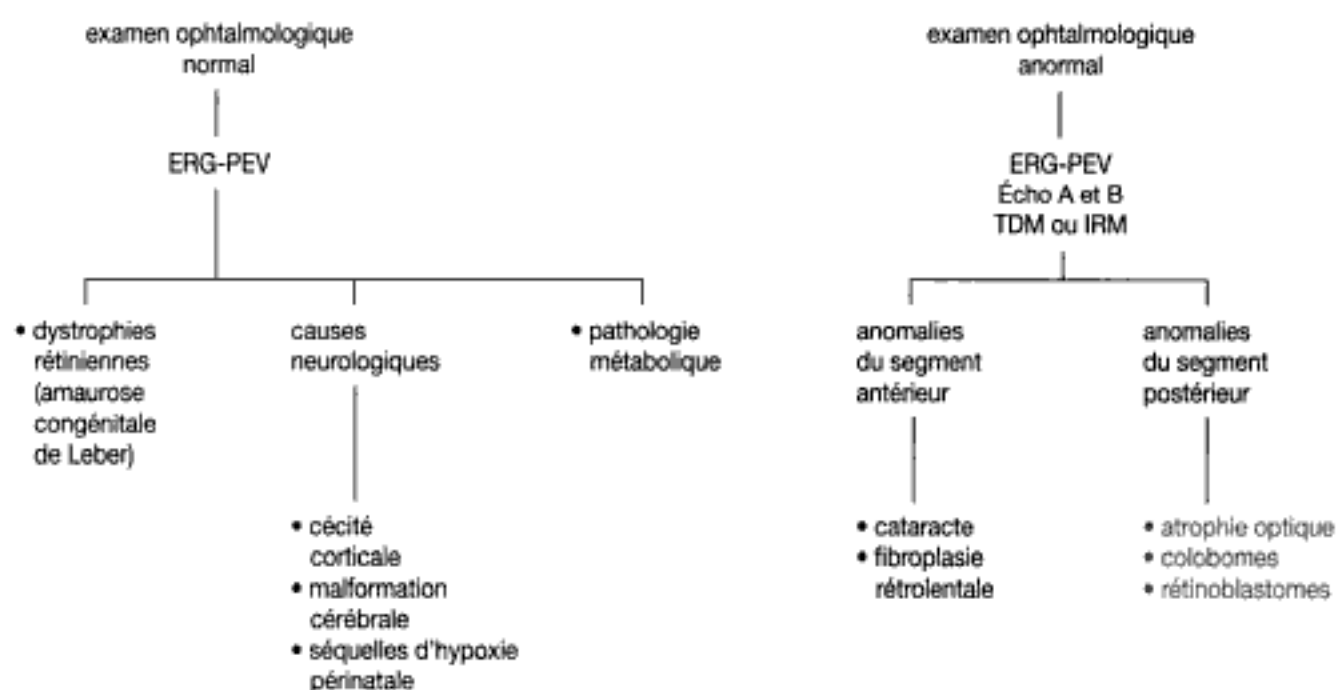 examen ophtalmologique
normal
ERG-PEV
• dystrophies
rétiniennes
(amaurose
congénitale
de Leber)
causes
neurologiques
• cécité
corticale
• malformation
cérébrale
• séquelles d'hypoxie
périnatale
• pathologie
métabolique
examen ophtalmologique
anormal
ERG-PEV
Écho A et B
TDM ou IRM
anomalies
du segment
antérieur
• cataracte
• fibroplasie
rétrolentale
anomalies
du segment
postérieur
• atrophie optique
• colobomes
• rétinoblastomes